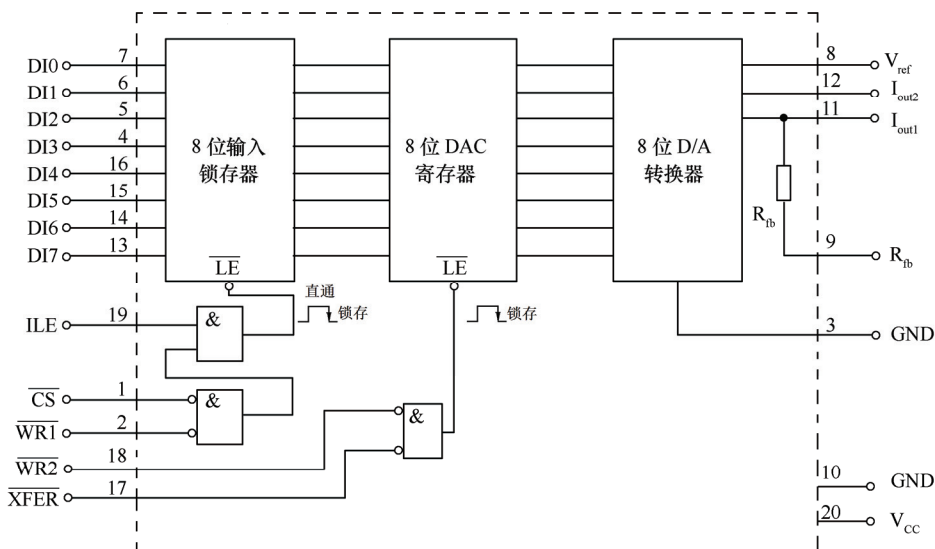 DI0 7
DI1 6
DI2 5
DI3 4
DI4 16
DI5 15
DI6 14
DI7 13
8 位输入
锁存器
LE
8 位 DAC
寄存器
LE
8 位 D/A
转换器
8 Vref
12 Iout2
11 Iout1
Rfb
9 Rfb
3 GND
直通
锁存
锁存
ILE 19
&
CS 1
&
WR1 2
&
WR2 18
XFER 17
10 GND
20 VCC